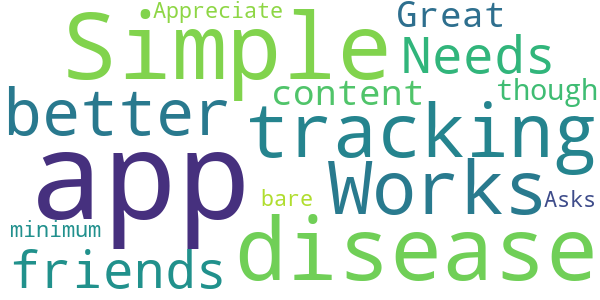 Appreciate
Simple Great
Needs
better content though
tracking
app Works
bare Asks
minimum disease
friends